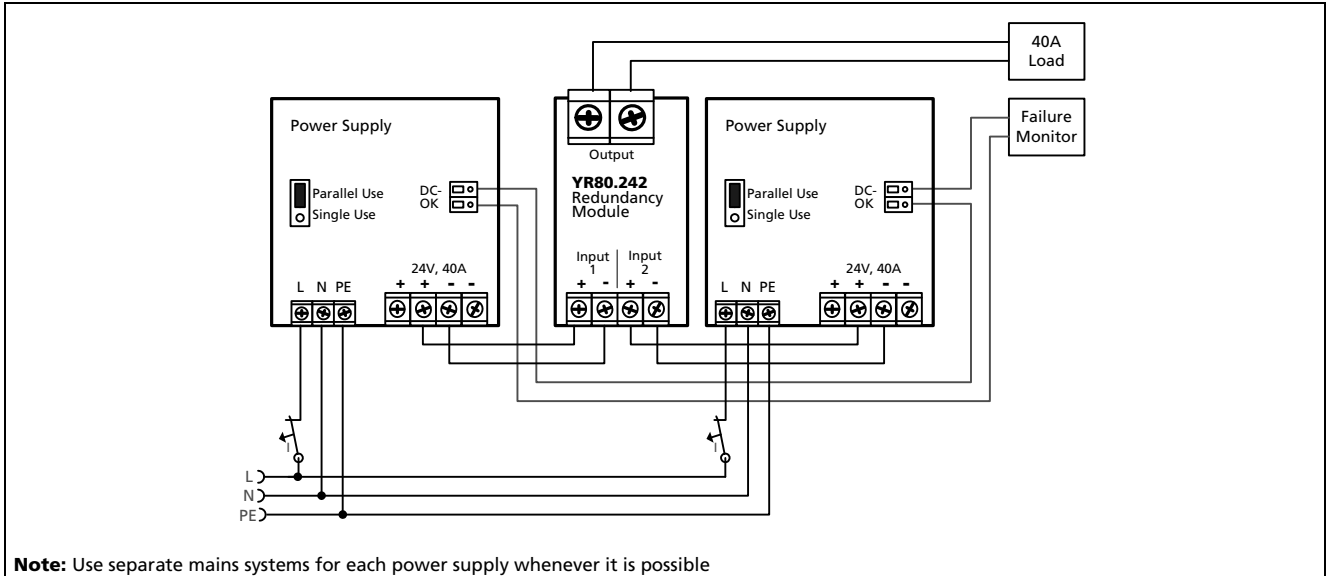 40A
Load
Power Supply
Parallel Use
Single Use
DC-
OK
24V, 40A
+ + - -
L N PE
Output
YR80.242
Redundancy
Module
Input
1
Input
2
+ - + -
Power Supply
Parallel Use
Single Use
DC-
OK
24V, 40A
+ + - -
L N PE
Failure
Monitor
I
I
L
N
PE
Note: Use separate mains systems for each power supply whenever it is possible